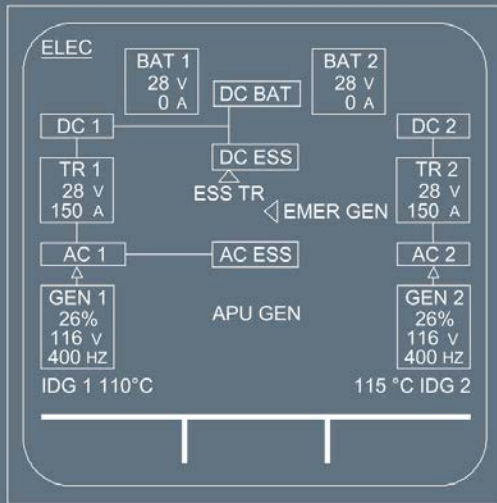 ELEC
BAT 1
28 V
0 A
DC BAT
BAT 2
28 V
0 A
DC 1
DC 2
DC ESS
TR 1
28 V
150 A
ESS TR
EMER GEN
TR 2
28 V
150 A
AC 1
AC ESS
AC 2
GEN 1
26%
116 V
400 HZ
APU GEN
GEN 2
26%
116 V
400 HZ
IDG 1 110°C
115 °C IDG 2